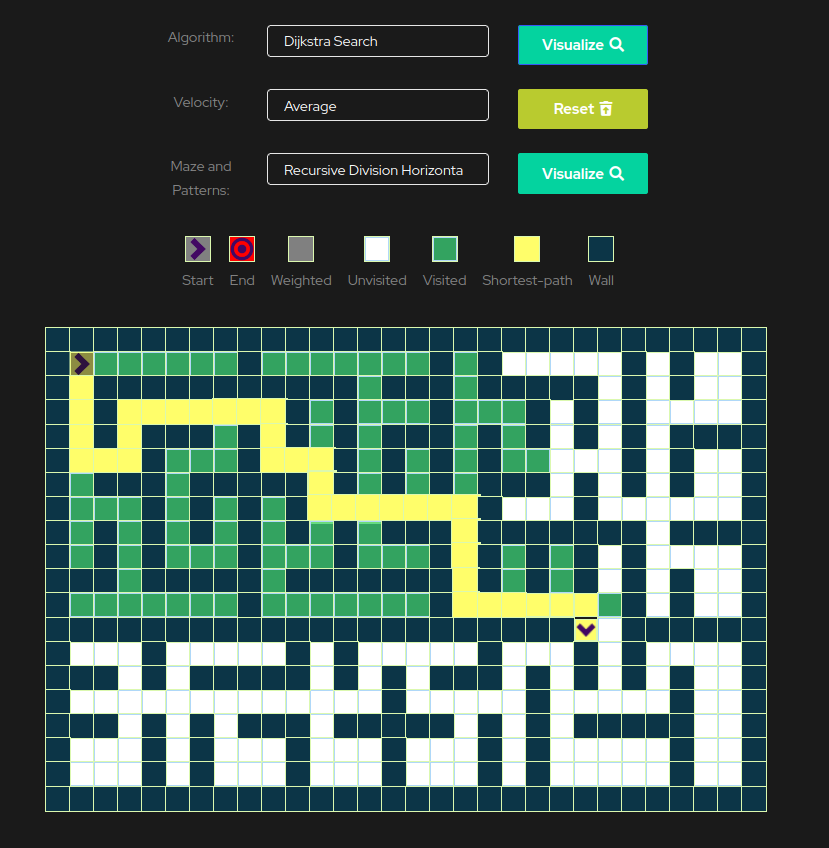 Algorithm:
Dijkstra Search
Visualize
Velocity:
Average
Reset
Maze and
Patterns:
Recursive Division Horizonta
Visualize
Start
End
Weighted
Unvisited
Visited
Shortest-path
Wall